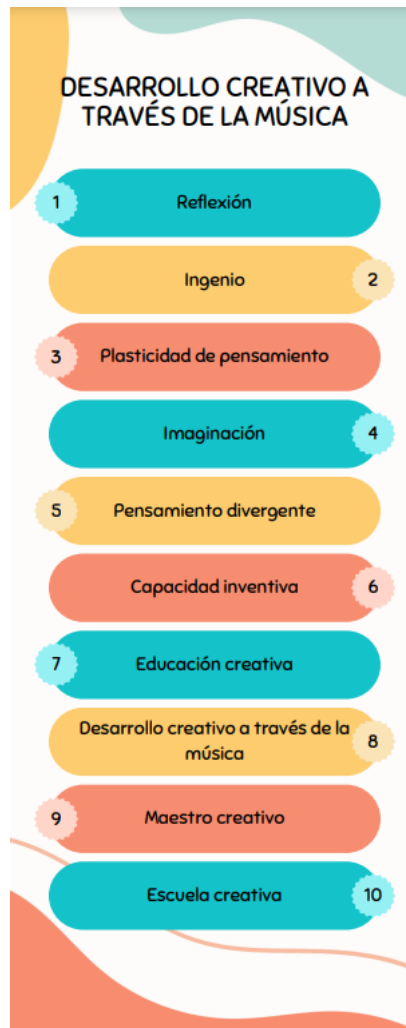 DESARROLLO CREATIVO A
TRAVÉS DE LA MÚSICA
1 Reflexión
Ingenio 2
3 Plasticidad de pensamiento
Imaginación 4
5 Pensamiento divergente
Capacidad inventiva 6
7 Educación creativa
Desarrollo creativo a través de la
música 8
9 Maestro creativo
Escuela creativa 10